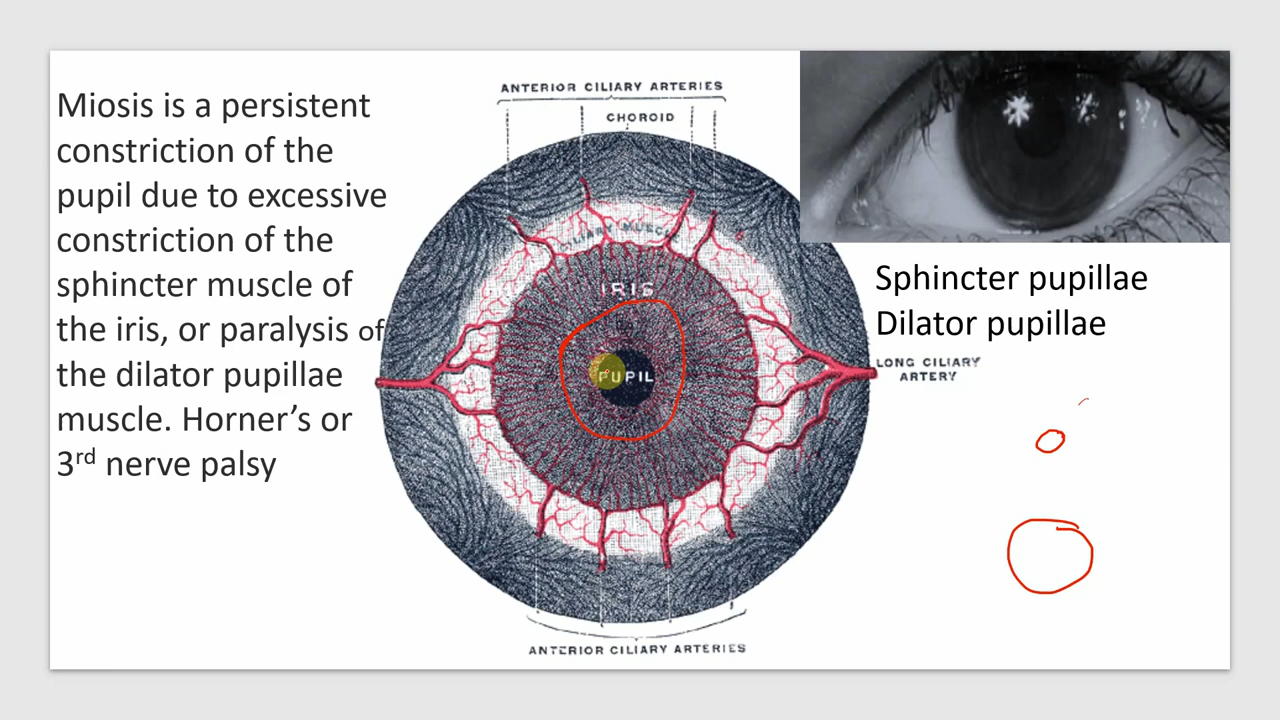 Miosis is a persistent
constriction of the
pupil due to excessive
constriction of the
sphincter muscle of
the iris, or paralysis of
the dilator pupillae
muscle. Horner’s or
3rd nerve palsy
ANTERIOR CILIARY ARTERIES
CHOROID
CILIARY MUSCLE
IRIS
PUPIL
ANTERIOR CILIARY ARTERIES
Sphincter pupillae
Dilator pupillae
LONG CILIARY
ARTERY